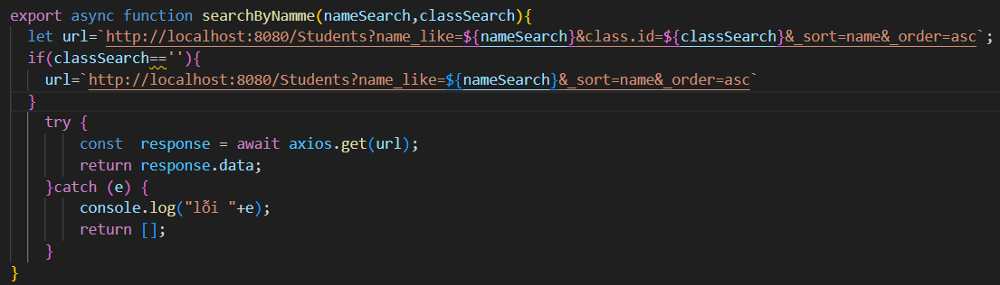 export async function searchByNamme(nameSearch,classSearch){
let url=`http://localhost:8080/Students?name_like=${nameSearch}&class.id=${classSearch}&_sort=name&_order=asc`;
if(classSearch==''){
url=`http://localhost:8080/Students?name_like=${nameSearch}&_sort=name&_order=asc`
}
try {
const  response = await axios.get(url);
return response.data;
}catch (e) {
console.log("lỗi "+e);
return [];
}
}